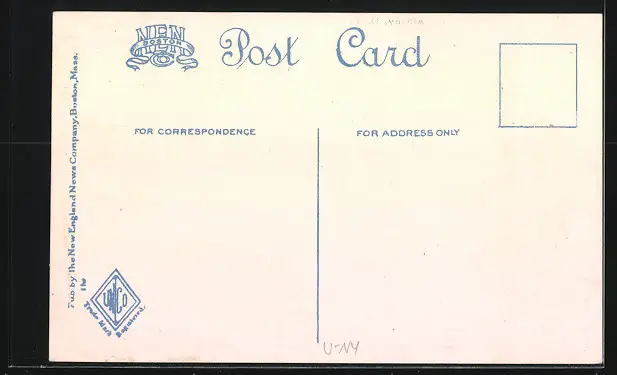 NEN
BOSTON
Post Card
FOR CORRESPONDENCE
FOR ADDRESS ONLY
Pub by The New England News Company, Boston, Mass.
The
Trade Mark
Registered.
U-NY